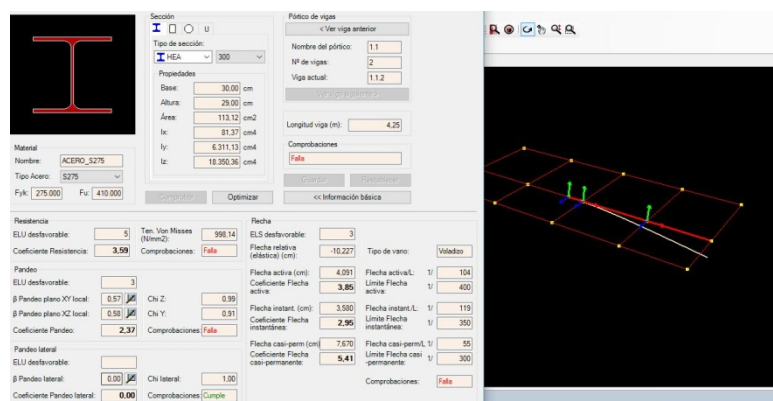 Sección
U
Tipo de sección:
HEA 300
Propiedades
Base: 30,00 cm
Altura: 29,00 cm
Área: 113,12 cm2
Ix: 81,37 cm4
Iy: 6.311,13 cm4
Iz: 18.350,36 cm4
Comprobar Optimizar
Pórtico de vigas
< Ver viga anterior
Nombre del pórtico: 1.1
Nº de vigas: 2
Viga actual: 1.1.2
Ver viga siguiente >
Longitud viga (m): 4,25
Comprobaciones
Falla
Guardar Restablecer
<< Información básica
Material
Nombre: ACERO_S275
Tipo Acero: S275
Fyk: 275.000 Fu: 410.000
Resistencia
ELU desfavorable: 5 Ten. Von Misses (N/mm2): 998,14
Coeficiente Resistencia: 3,59 Comprobaciones: Falla
Pandeo
ELU desfavorable: 3
β Pandeo plano XY local: 0,57 Chi Z: 0,99
β Pandeo plano XZ local: 0,58 Chi Y: 0,91
Coeficiente Pandeo: 2,37 Comprobaciones: Falla
Pandeo lateral
ELU desfavorable:
β Pandeo lateral: 0,00 Chi lateral: 1,00
Coeficiente Pandeo lateral: 0,00 Comprobaciones: Cumple
Flecha
ELS desfavorable: 3
Flecha relativa (elástica) (cm): -10,227 Tipo de vano: Voladizo
Flecha activa (cm): 4,091 Flecha activa/L: 1/ 104
Coeficiente Flecha activa: 3,85 Límite Flecha activa: 1/ 400
Flecha instant. (cm): 3,580 Flecha instant./L: 1/ 119
Coeficiente Flecha instantánea: 2,95 Límite Flecha instantánea: 1/ 350
Flecha casi-perm (cm) 7,670 Flecha casi-perm/L 1/ 55
Coeficiente Flecha casi-permanente: 5,41 Límite Flecha casi -permanente: 1/ 300
Comprobaciones: Falla